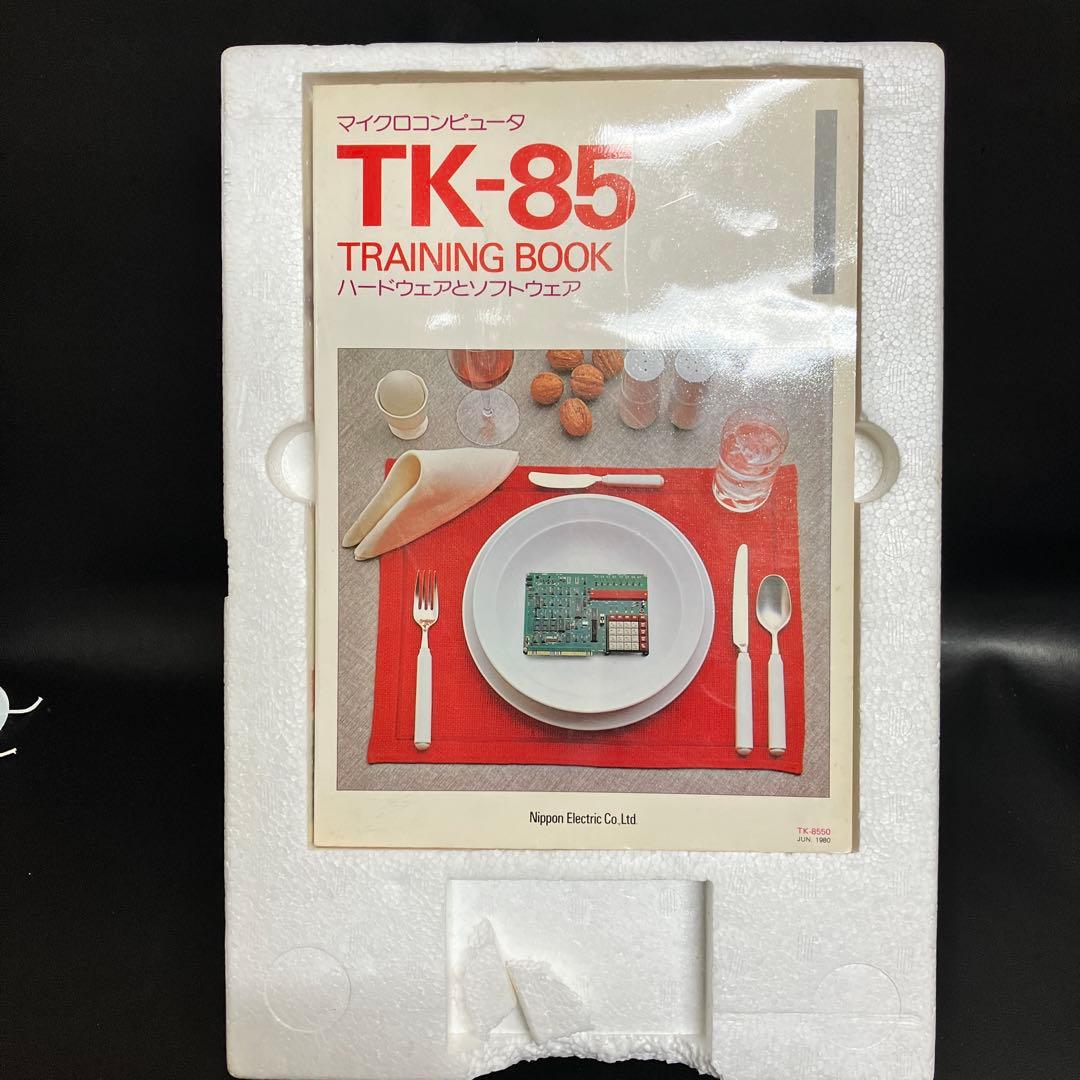 マイクロコンピュータ
TK-85
TRAINING BOOK
ハードウェアとソフトウェア
Nippon Electric Co.,Ltd.
TK-8550
JUN. 1980